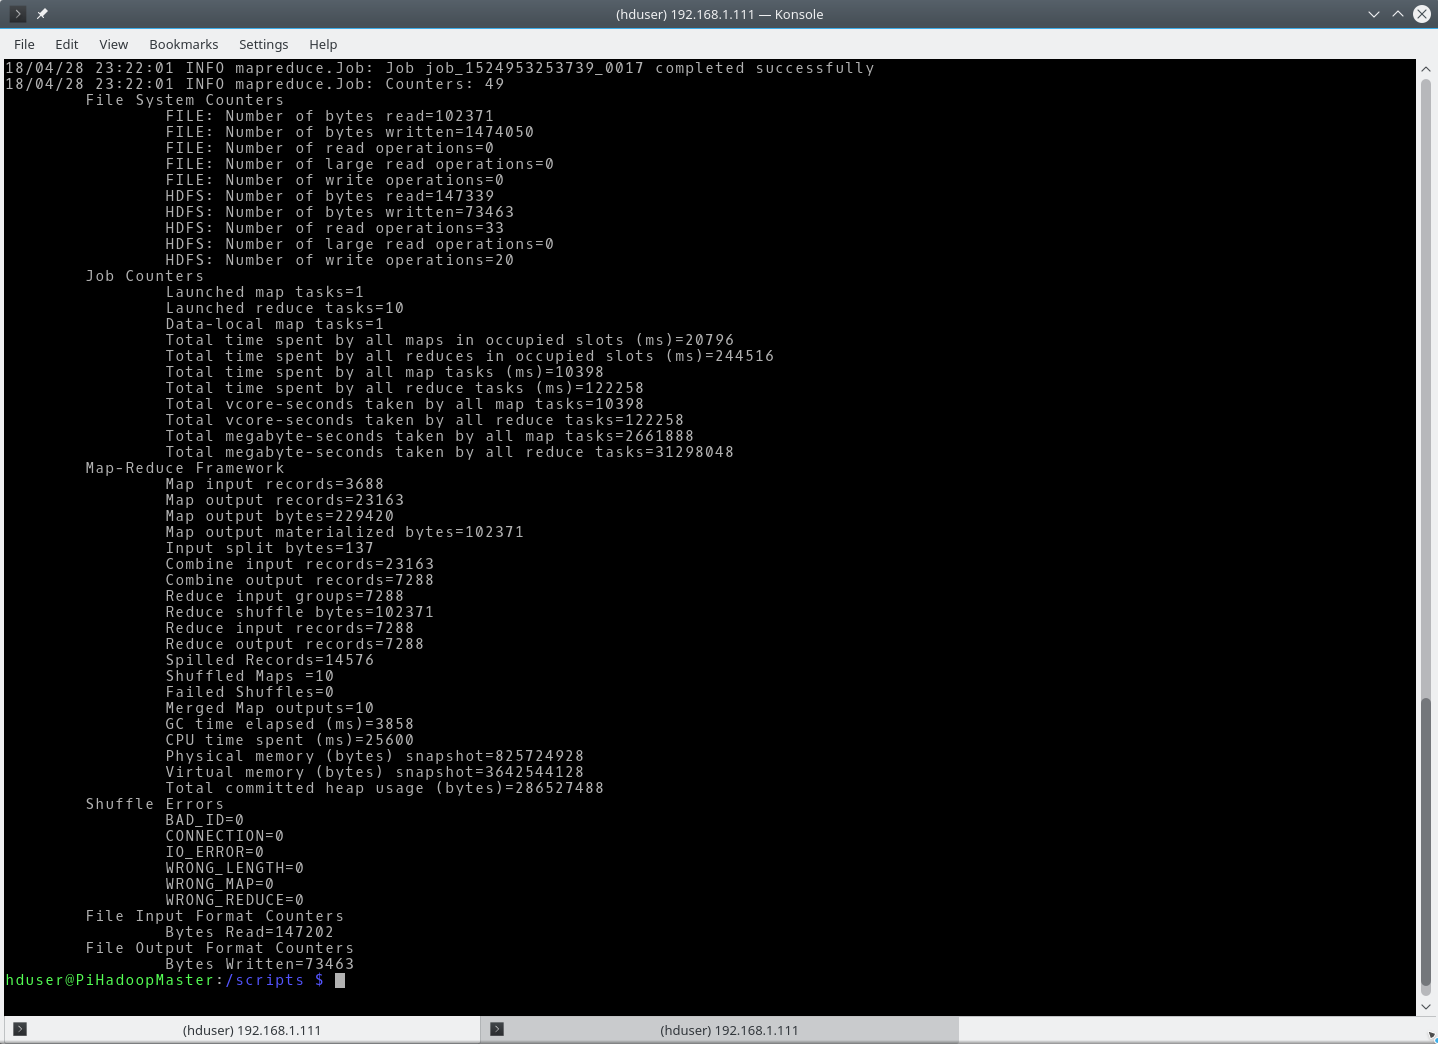 (hduser) 192.168.1.111 — Konsole
File Edit View Bookmarks Settings Help
18/04/28 23:22:01 INFO mapreduce.Job: Job job_1524953253739_0017 completed successfully
18/04/28 23:22:01 INFO mapreduce.Job: Counters: 49
File System Counters
FILE: Number of bytes read=102371
FILE: Number of bytes written=1474050
FILE: Number of read operations=0
FILE: Number of large read operations=0
FILE: Number of write operations=0
HDFS: Number of bytes read=147339
HDFS: Number of bytes written=73463
HDFS: Number of read operations=33
HDFS: Number of large read operations=0
HDFS: Number of write operations=20
Job Counters
Launched map tasks=1
Launched reduce tasks=10
Data-local map tasks=1
Total time spent by all maps in occupied slots (ms)=20796
Total time spent by all reduces in occupied slots (ms)=244516
Total time spent by all map tasks (ms)=10398
Total time spent by all reduce tasks (ms)=122258
Total vcore-seconds taken by all map tasks=10398
Total vcore-seconds taken by all reduce tasks=122258
Total megabyte-seconds taken by all map tasks=2661888
Total megabyte-seconds taken by all reduce tasks=31298048
Map-Reduce Framework
Map input records=3688
Map output records=23163
Map output bytes=229420
Map output materialized bytes=102371
Input split bytes=137
Combine input records=23163
Combine output records=7288
Reduce input groups=7288
Reduce shuffle bytes=102371
Reduce input records=7288
Reduce output records=7288
Spilled Records=14576
Shuffled Maps =10
Failed Shuffles=0
Merged Map outputs=10
GC time elapsed (ms)=3858
CPU time spent (ms)=25600
Physical memory (bytes) snapshot=825724928
Virtual memory (bytes) snapshot=3642544128
Total committed heap usage (bytes)=286527488
Shuffle Errors
BAD_ID=0
CONNECTION=0
IO_ERROR=0
WRONG_LENGTH=0
WRONG_MAP=0
WRONG_REDUCE=0
File Input Format Counters
Bytes Read=147202
File Output Format Counters
Bytes Written=73463
hduser@PiHadoopMaster:/scripts $
(hduser) 192.168.1.111 (hduser) 192.168.1.111